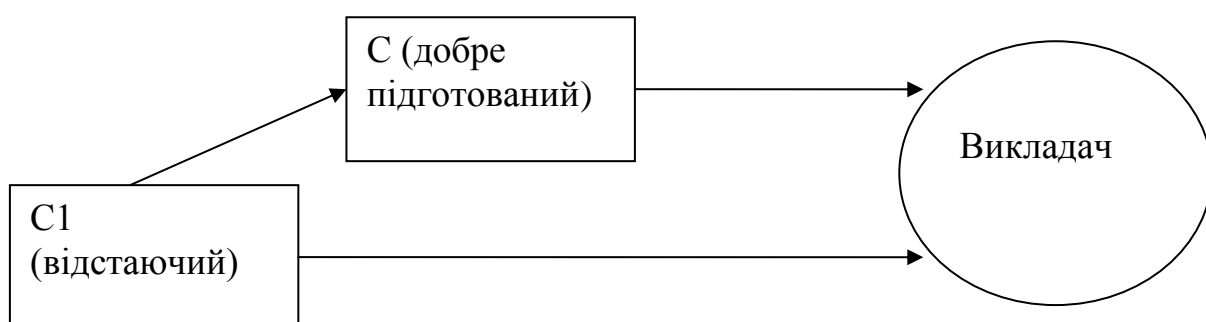 С (добре
підготований)
Викладач
С1
(відстаючий)